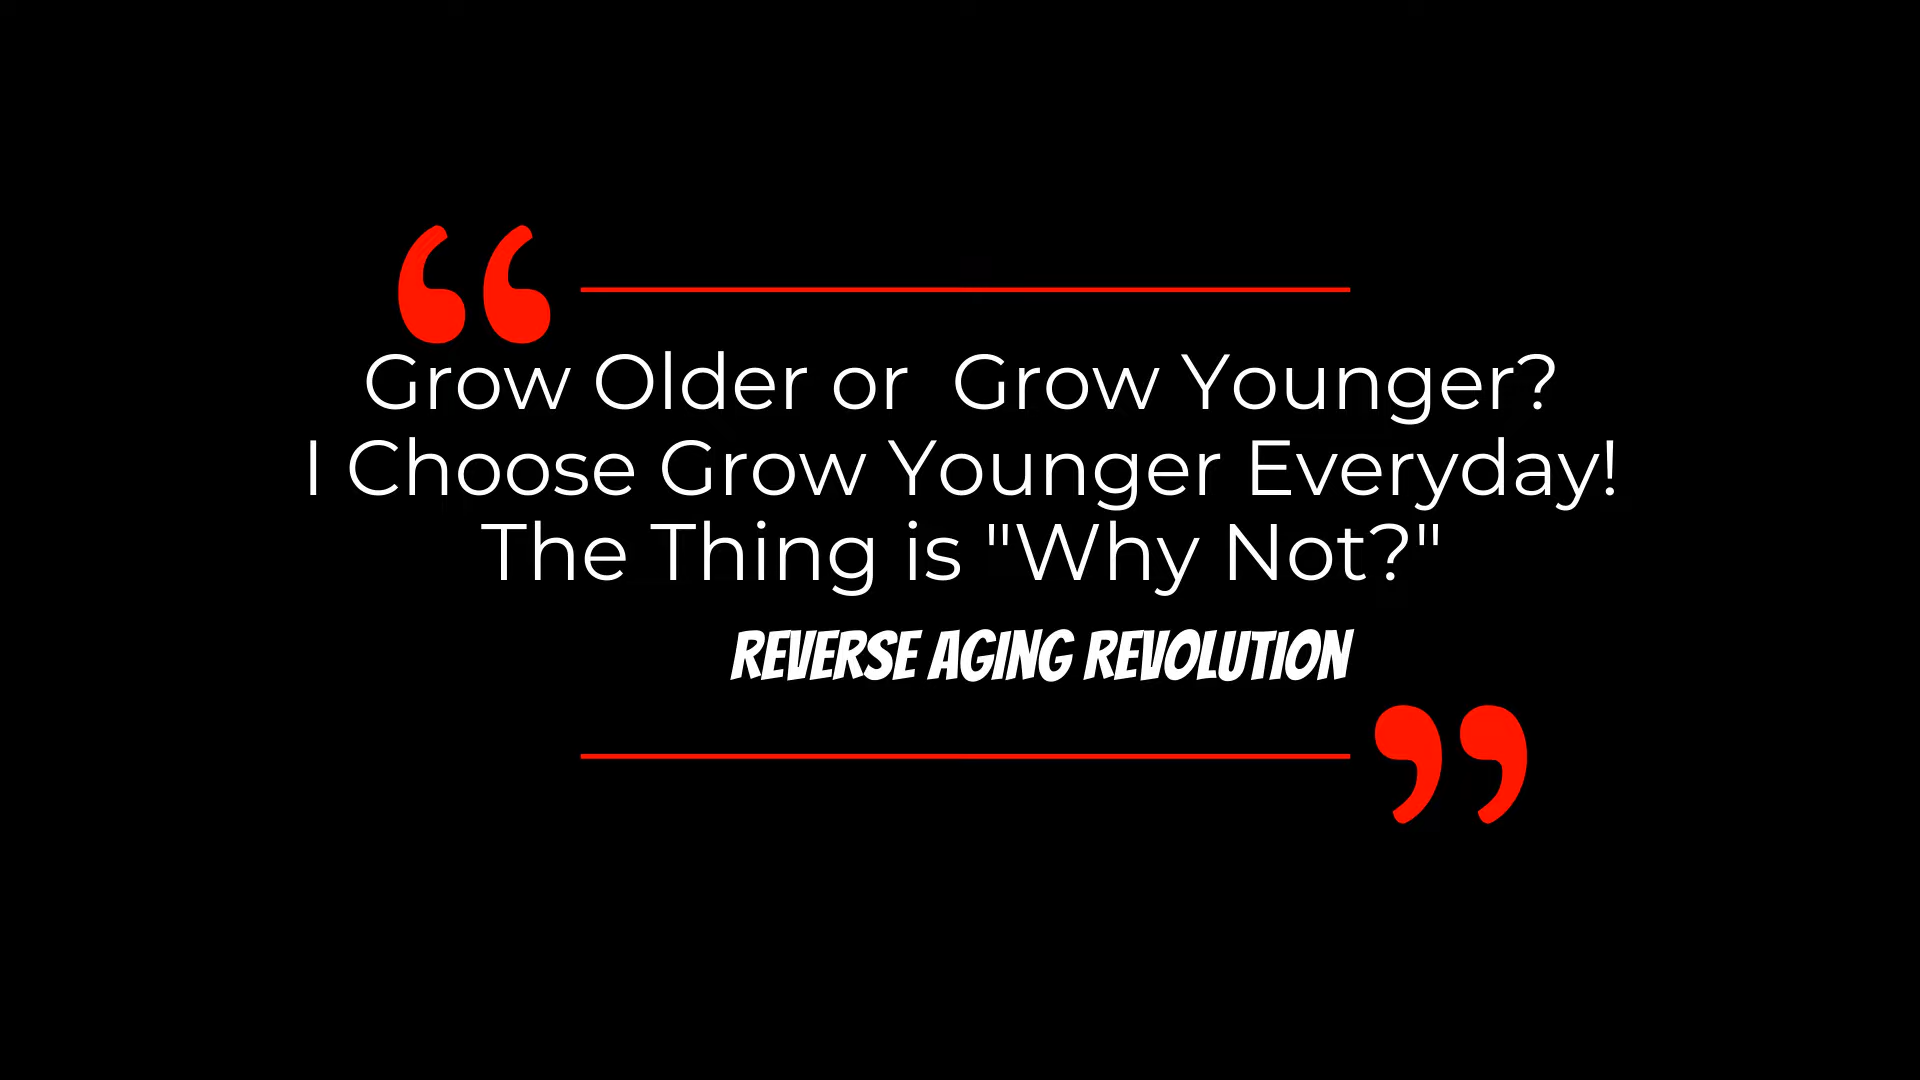 Grow Older or  Grow Younger?
I Choose Grow Younger Everyday!
The Thing is "Why Not?"
REVERSE AGING REVOLUTION